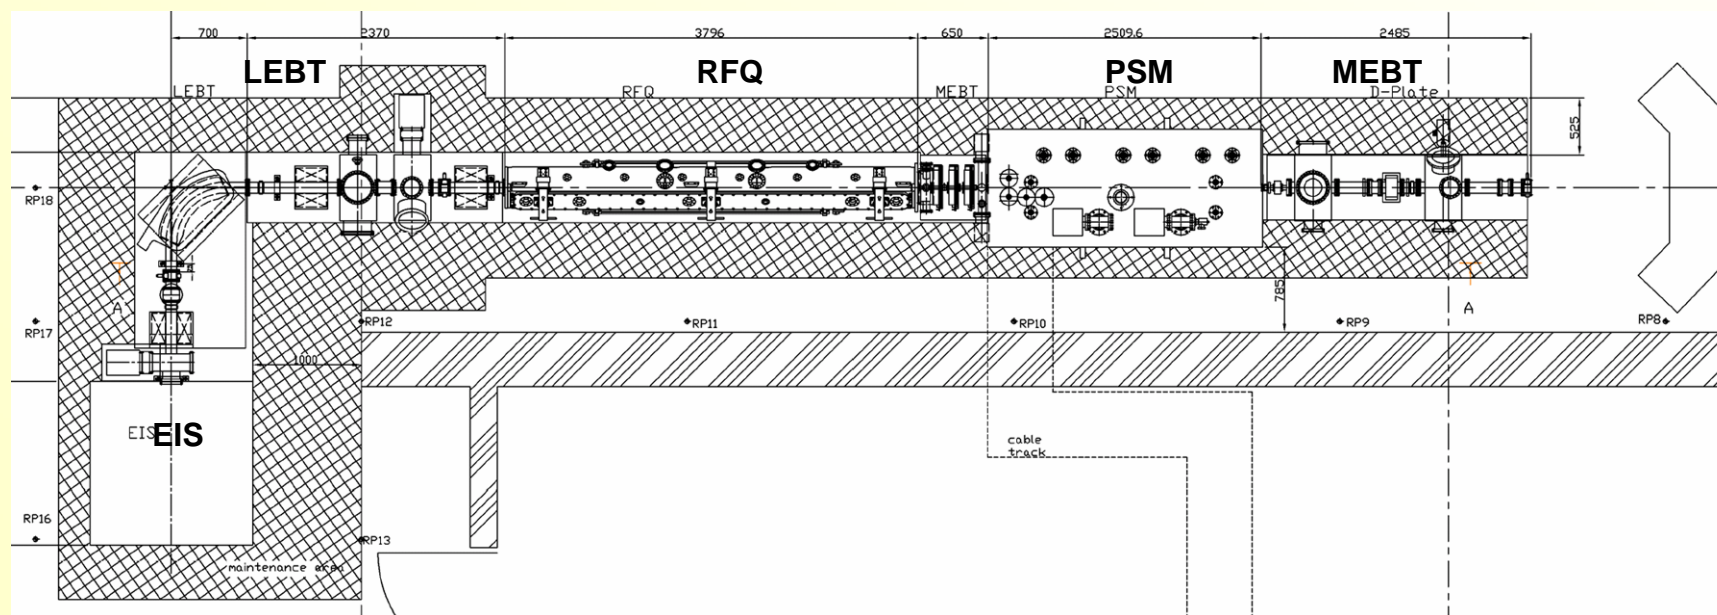 700
2370
3796
650
2509.6
2485
LEBT
RFQ
PSM
MEBT
LEBT
RFQ
MEBT
PSM
D-Plate
525
RP18
785
A
A
RP17
RP12
RP11
RP10
RP9
RP8
1000
EIS
EIS
cable
track
RP16
RP13
maintenance area